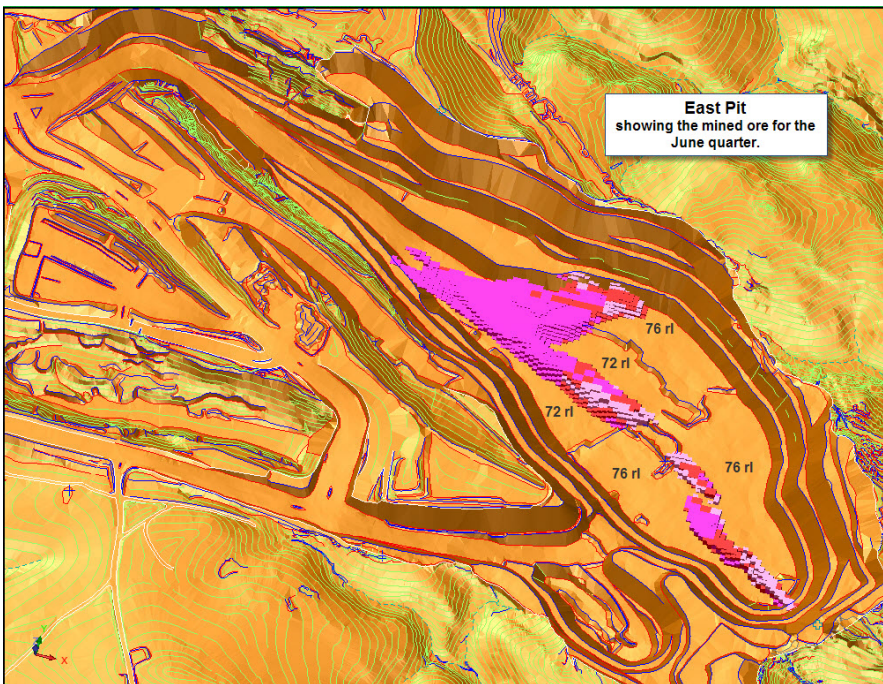 East Pit
showing the mined ore for the
June quarter.
76 rl
72 rl
72 rl
76 rl
76 rl
Y
X